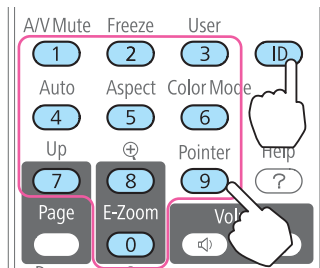 A/V Mute Freeze User
1 2 3 ID
Auto Aspect Color Mode
4 5 6
Up Pointer Help
7 8 9 ?
Page E-Zoom
0